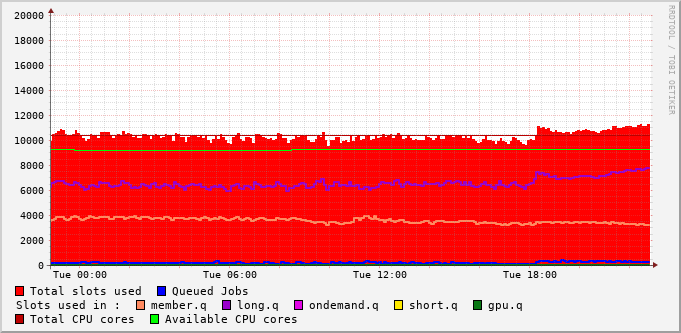 RRDTOOL / TOBI OETIKER
20000
18000
16000
14000
12000
10000
8000
6000
4000
2000
0
Tue 00:00 Tue 06:00 Tue 12:00 Tue 18:00
Total slots used Queued Jobs
Slots used in : member.q long.q ondemand.q short.q gpu.q
Total CPU cores Available CPU cores